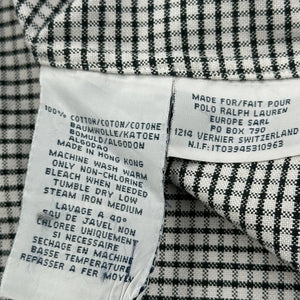 100% COTTON/COTON/COTONE
BAUMWOLLE/KATOEN
BOMULD/ALGODON
ALGODAO
MADE IN HONG KONG
MACHINE WASH WARM
ONLY NON-CHLORINE
BLEACH WHEN NEEDED
TUMBLE DRY LOW
STEAM IRON MEDIUM
LAVAGE A 40°
EAU DE JAVEL NON
CHLOREE UNIQUEMENT
SI NECESSAIRE
SECHAGE EN MACHINE
BASSE TEMPERATURE
REPASSER A FER MOYEN
MADE FOR/FAIT POUR
POLO RALPH LAUREN
EUROPE SARL
PO BOX 790
1214 VERNIER SWITZERLAND
N.I.F:IT03945310963